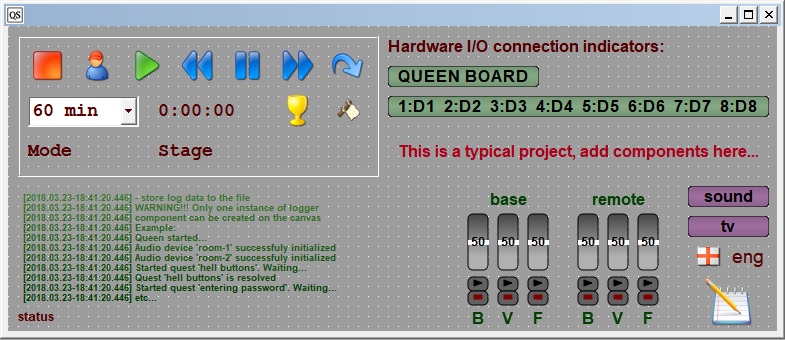 QS
Hardware I/O connection indicators:
QUEEN BOARD
60 min
0:00:00
1:D1 2:D2 3:D3 4:D4 5:D5 6:D6 7:D7 8:D8
Mode
Stage
This is a typical project, add components here...
[2018.03.23-18:41:20.446] - store log data to the file
[2018.03.23-18:41:20.446] WARNING!!! Only one instance of logger
[2018.03.23-18:41:20.446] component can be created on the canvas
[2018.03.23-18:41:20.446] Example:
[2018.03.23-18:41:20.446] Queen started...
[2018.03.23-18:41:20.446] Audio device 'room-1' successfuly initialized
[2018.03.23-18:41:20.446] Audio device 'room-2' successfuly initialized
[2018.03.23-18:41:20.446] Started quest 'hell buttons'. Waiting...
[2018.03.23-18:41:20.446] Quest 'hell buttons' is resolved
[2018.03.23-18:41:20.446] Started quest 'entering password'. Waiting...
[2018.03.23-18:41:20.446] etc...
status
base
remote
50 50 50
50 50 50
B V F
B V F
sound
tv
eng